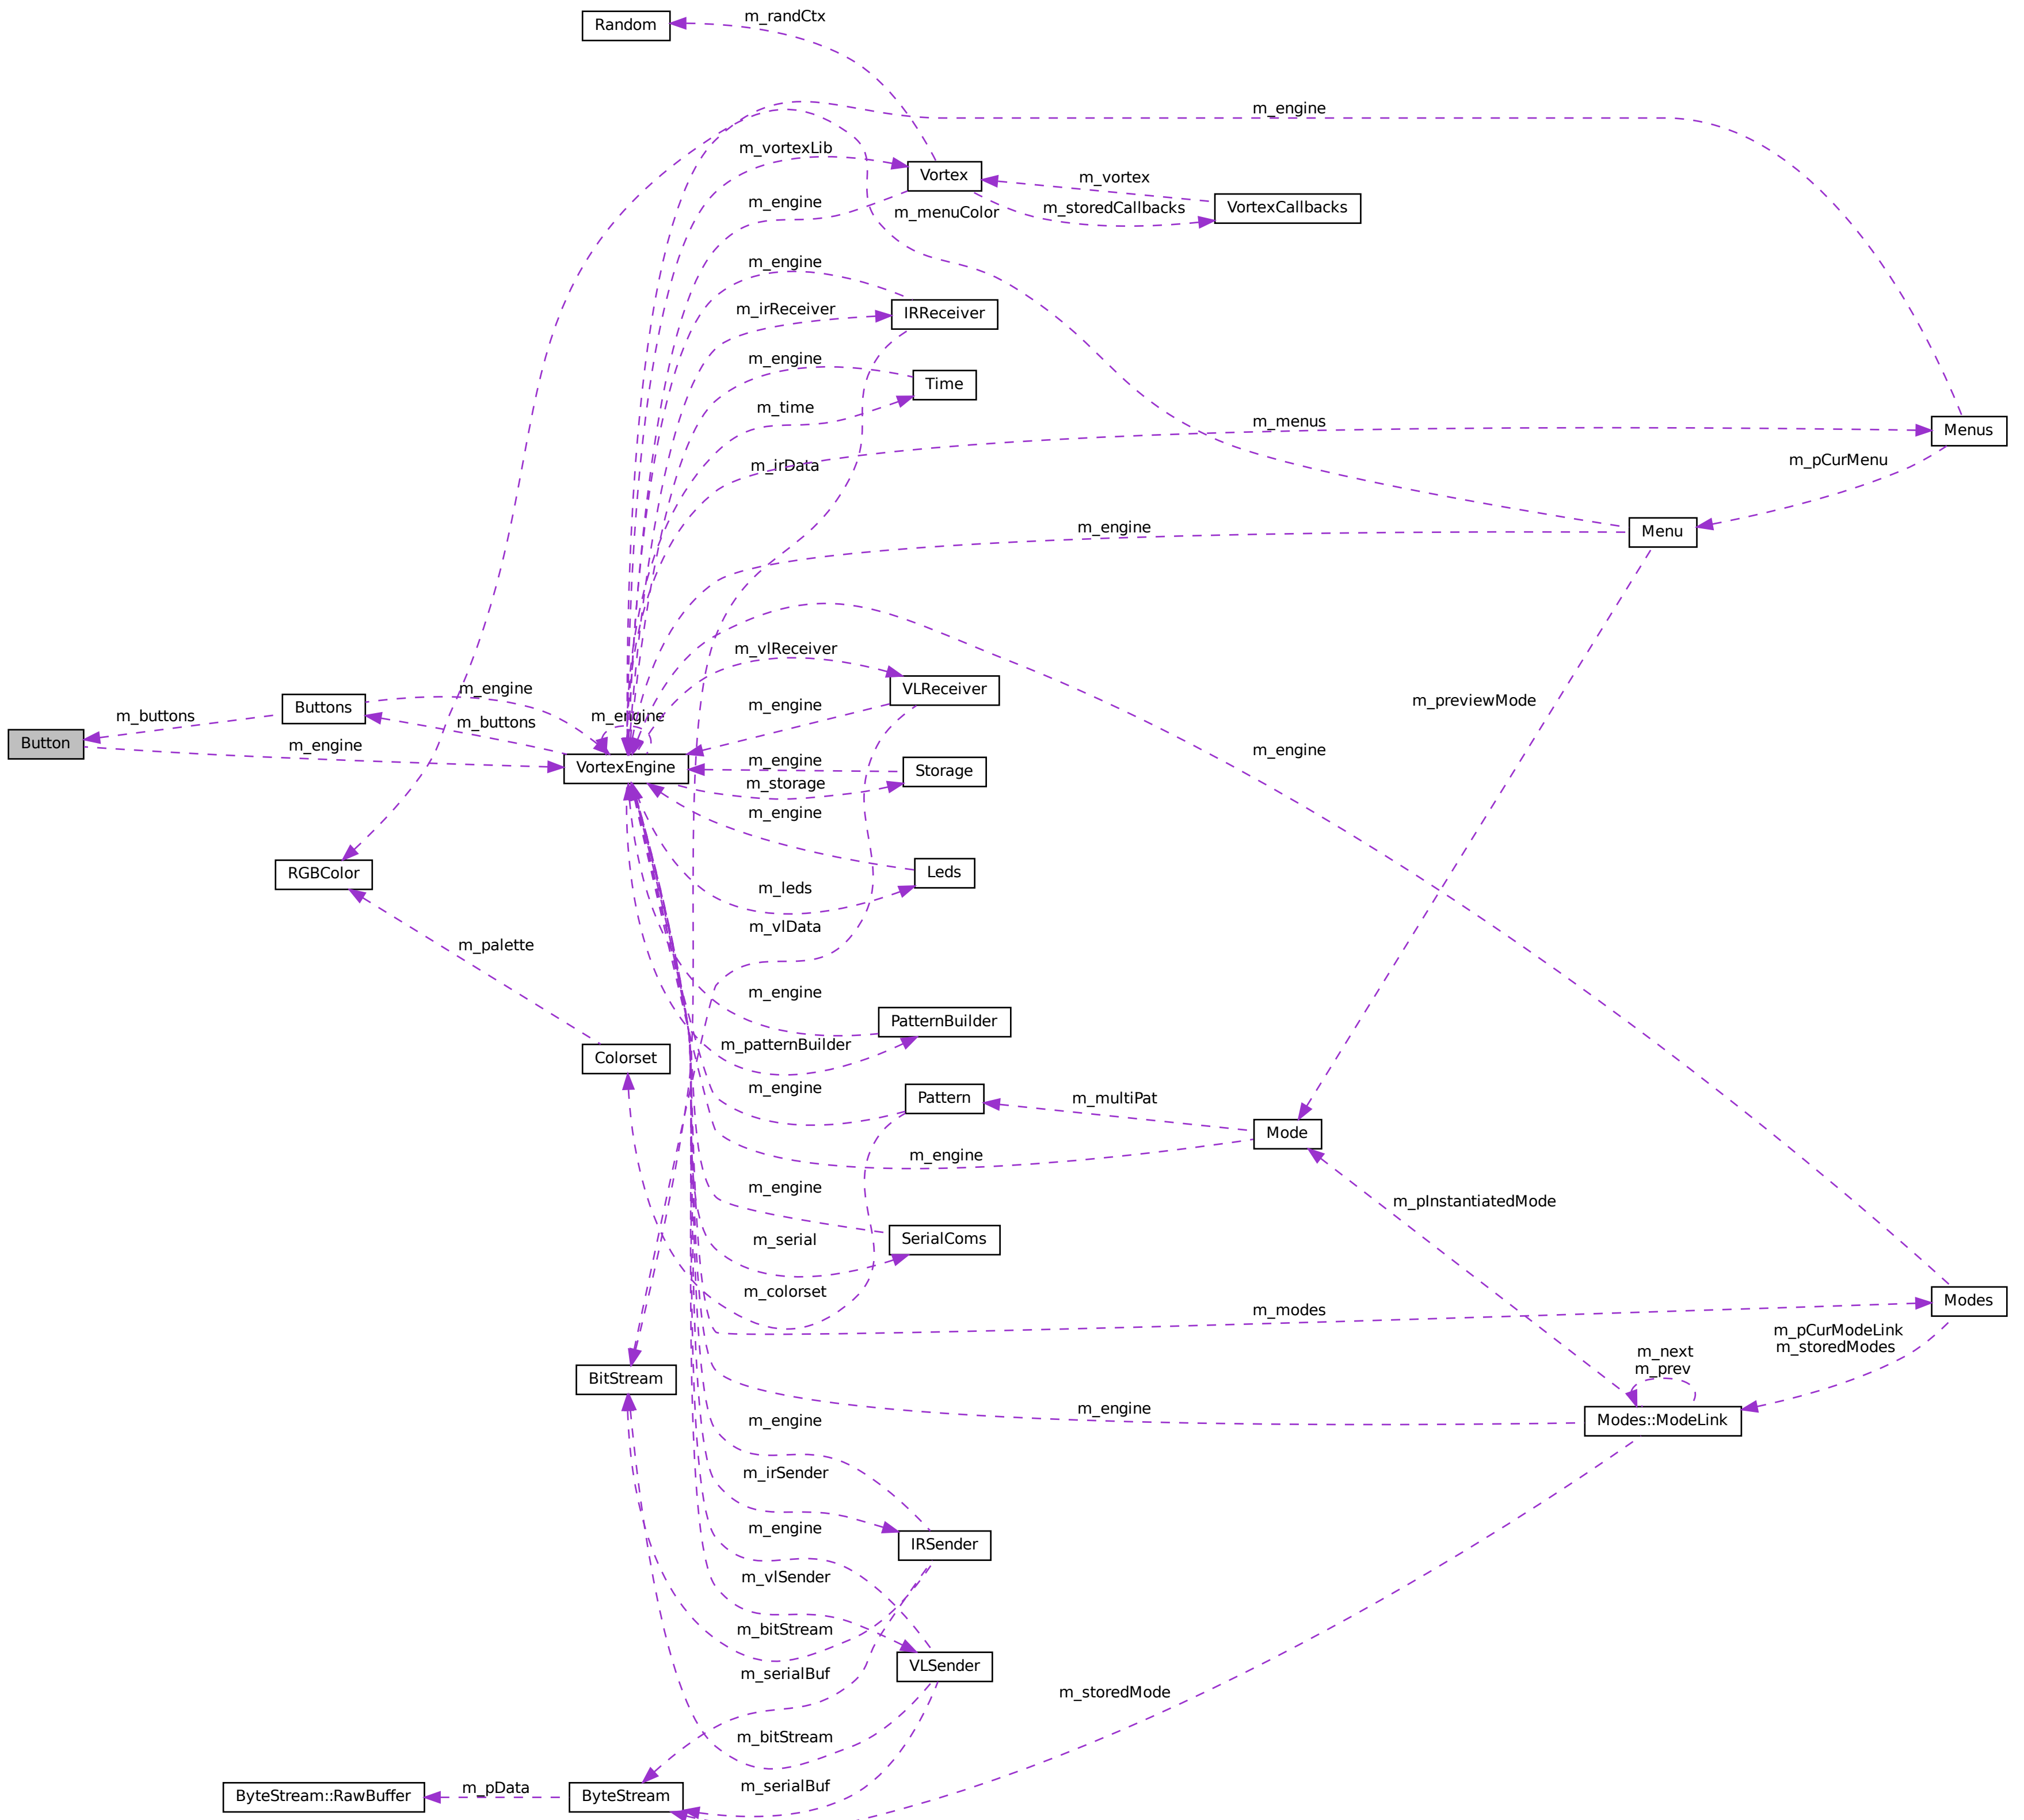 m_randCtx
Random
m_engine
m_vortexLib
Vortex
m_vortex
m_engine
m_menuColor
m_storedCallbacks
VortexCallbacks
m_engine
m_irReceiver
IRReceiver
m_engine
Time
m_time
m_menus
Menus
m_irData
m_pCurMenu
m_engine
Menu
m_vlReceiver
VLReceiver
m_previewMode
m_engine
Buttons
m_engine
m_buttons
m_buttons
m_engine
m_engine
Button
m_engine
VortexEngine
m_engine
Storage
m_storage
m_engine
RGBColor
Leds
m_leds
m_vlData
m_palette
m_engine
PatternBuilder
m_patternBuilder
Colorset
m_engine
Pattern
m_multiPat
Mode
m_engine
m_engine
m_pInstantiatedMode
SerialComs
m_serial
m_colorset
m_modes
Modes
m_pCurModeLink
m_storedModes
m_next
m_prev
BitStream
m_engine
Modes::ModeLink
m_engine
m_irSender
m_engine
IRSender
m_vlSender
m_bitStream
VLSender
m_serialBuf
m_storedMode
m_bitStream
m_serialBuf
ByteStream::RawBuffer
m_pData
ByteStream